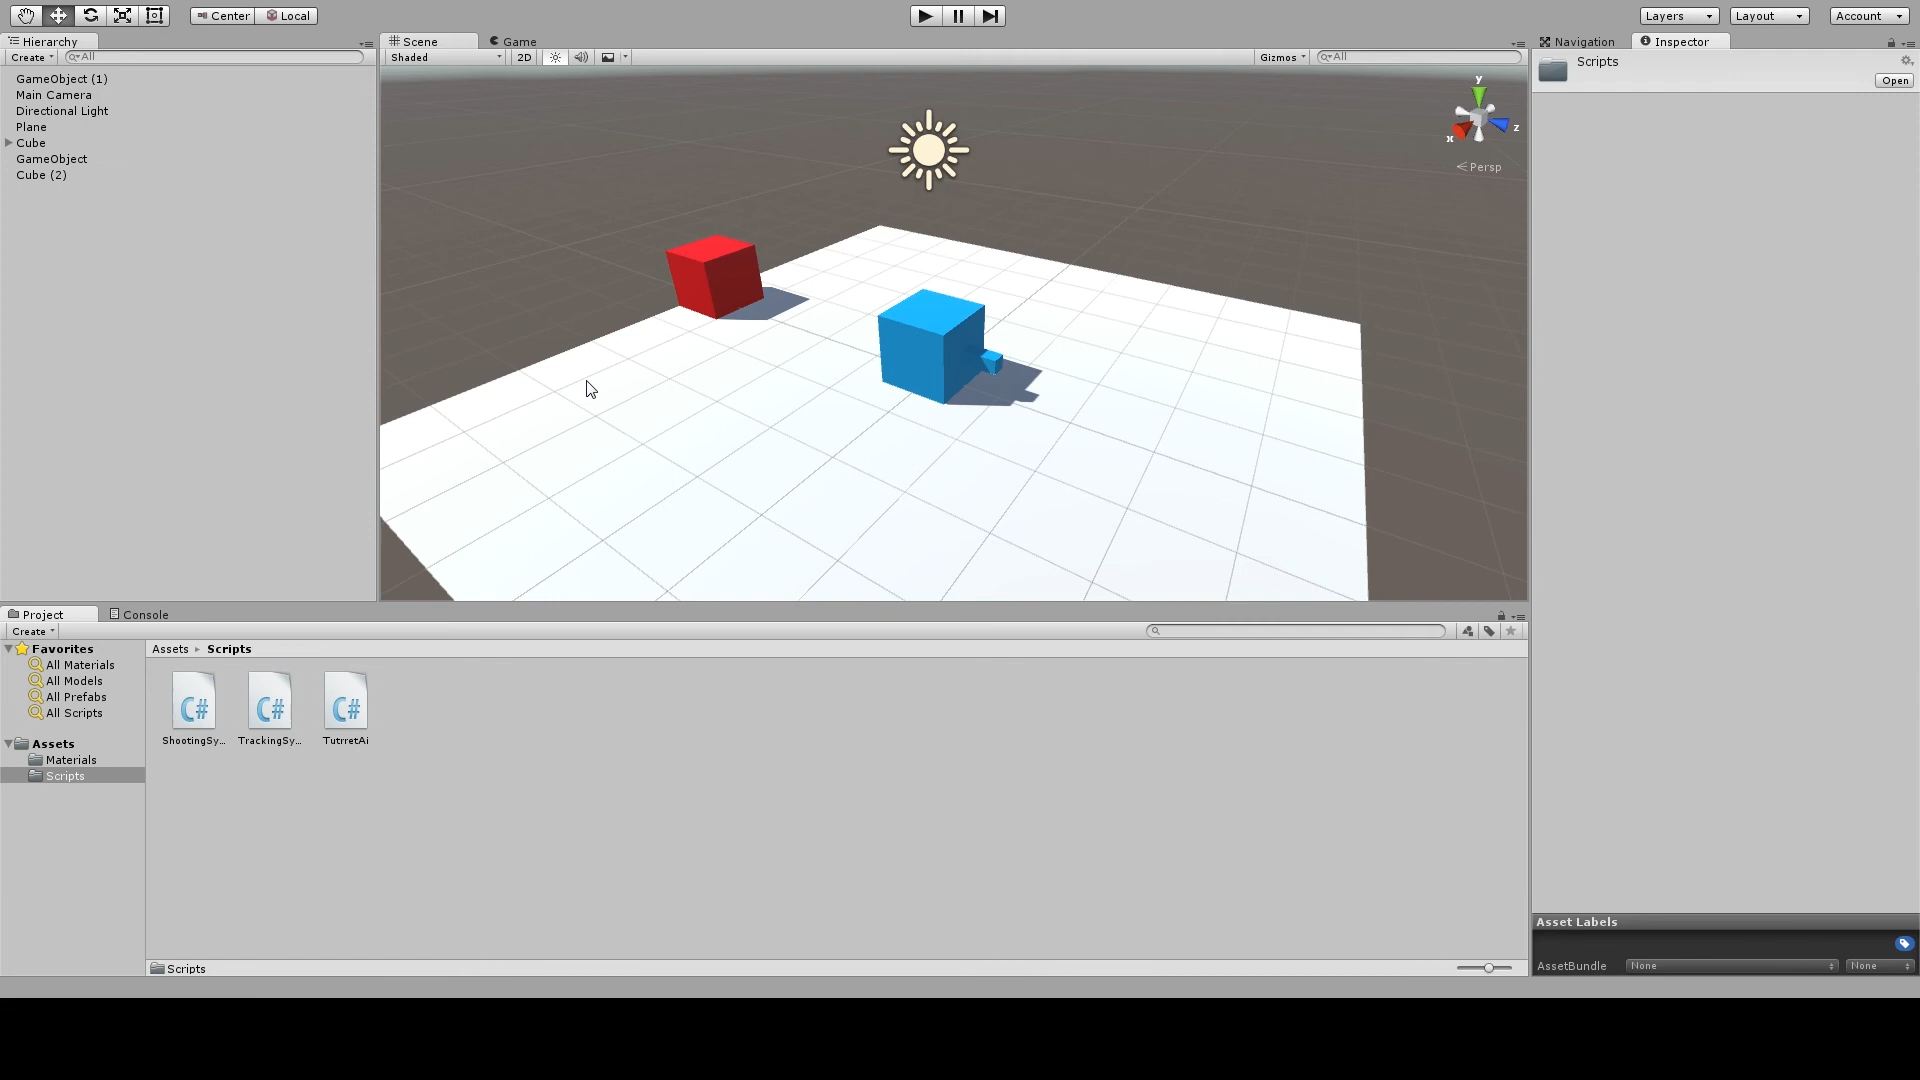 Center Local
Layers Layout Account
Hierarchy
Create All
GameObject (1)
Main Camera
Directional Light
Plane
Cube
GameObject
Cube (2)
Scene Game
Shaded 2D Gizmos All
y
x z
Persp
Navigation Inspector
Scripts
Open
Project Console
Create
Favorites
All Materials
All Models
All Prefabs
All Scripts
Assets
Materials
Scripts
Assets Scripts
C# C# C#
ShootingSy... TrackingSy... TutrretAi
Scripts
Asset Labels
AssetBundle None None